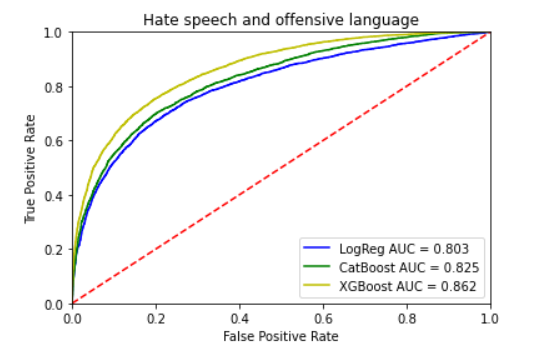 Hate speech and offensive language
True Positive Rate
1.0
0.8
0.6
0.4
0.2
0.0
LogReg AUC = 0.803
CatBoost AUC = 0.825
XGBoost AUC = 0.862
0.0 0.2 0.4 0.6 0.8 1.0
False Positive Rate